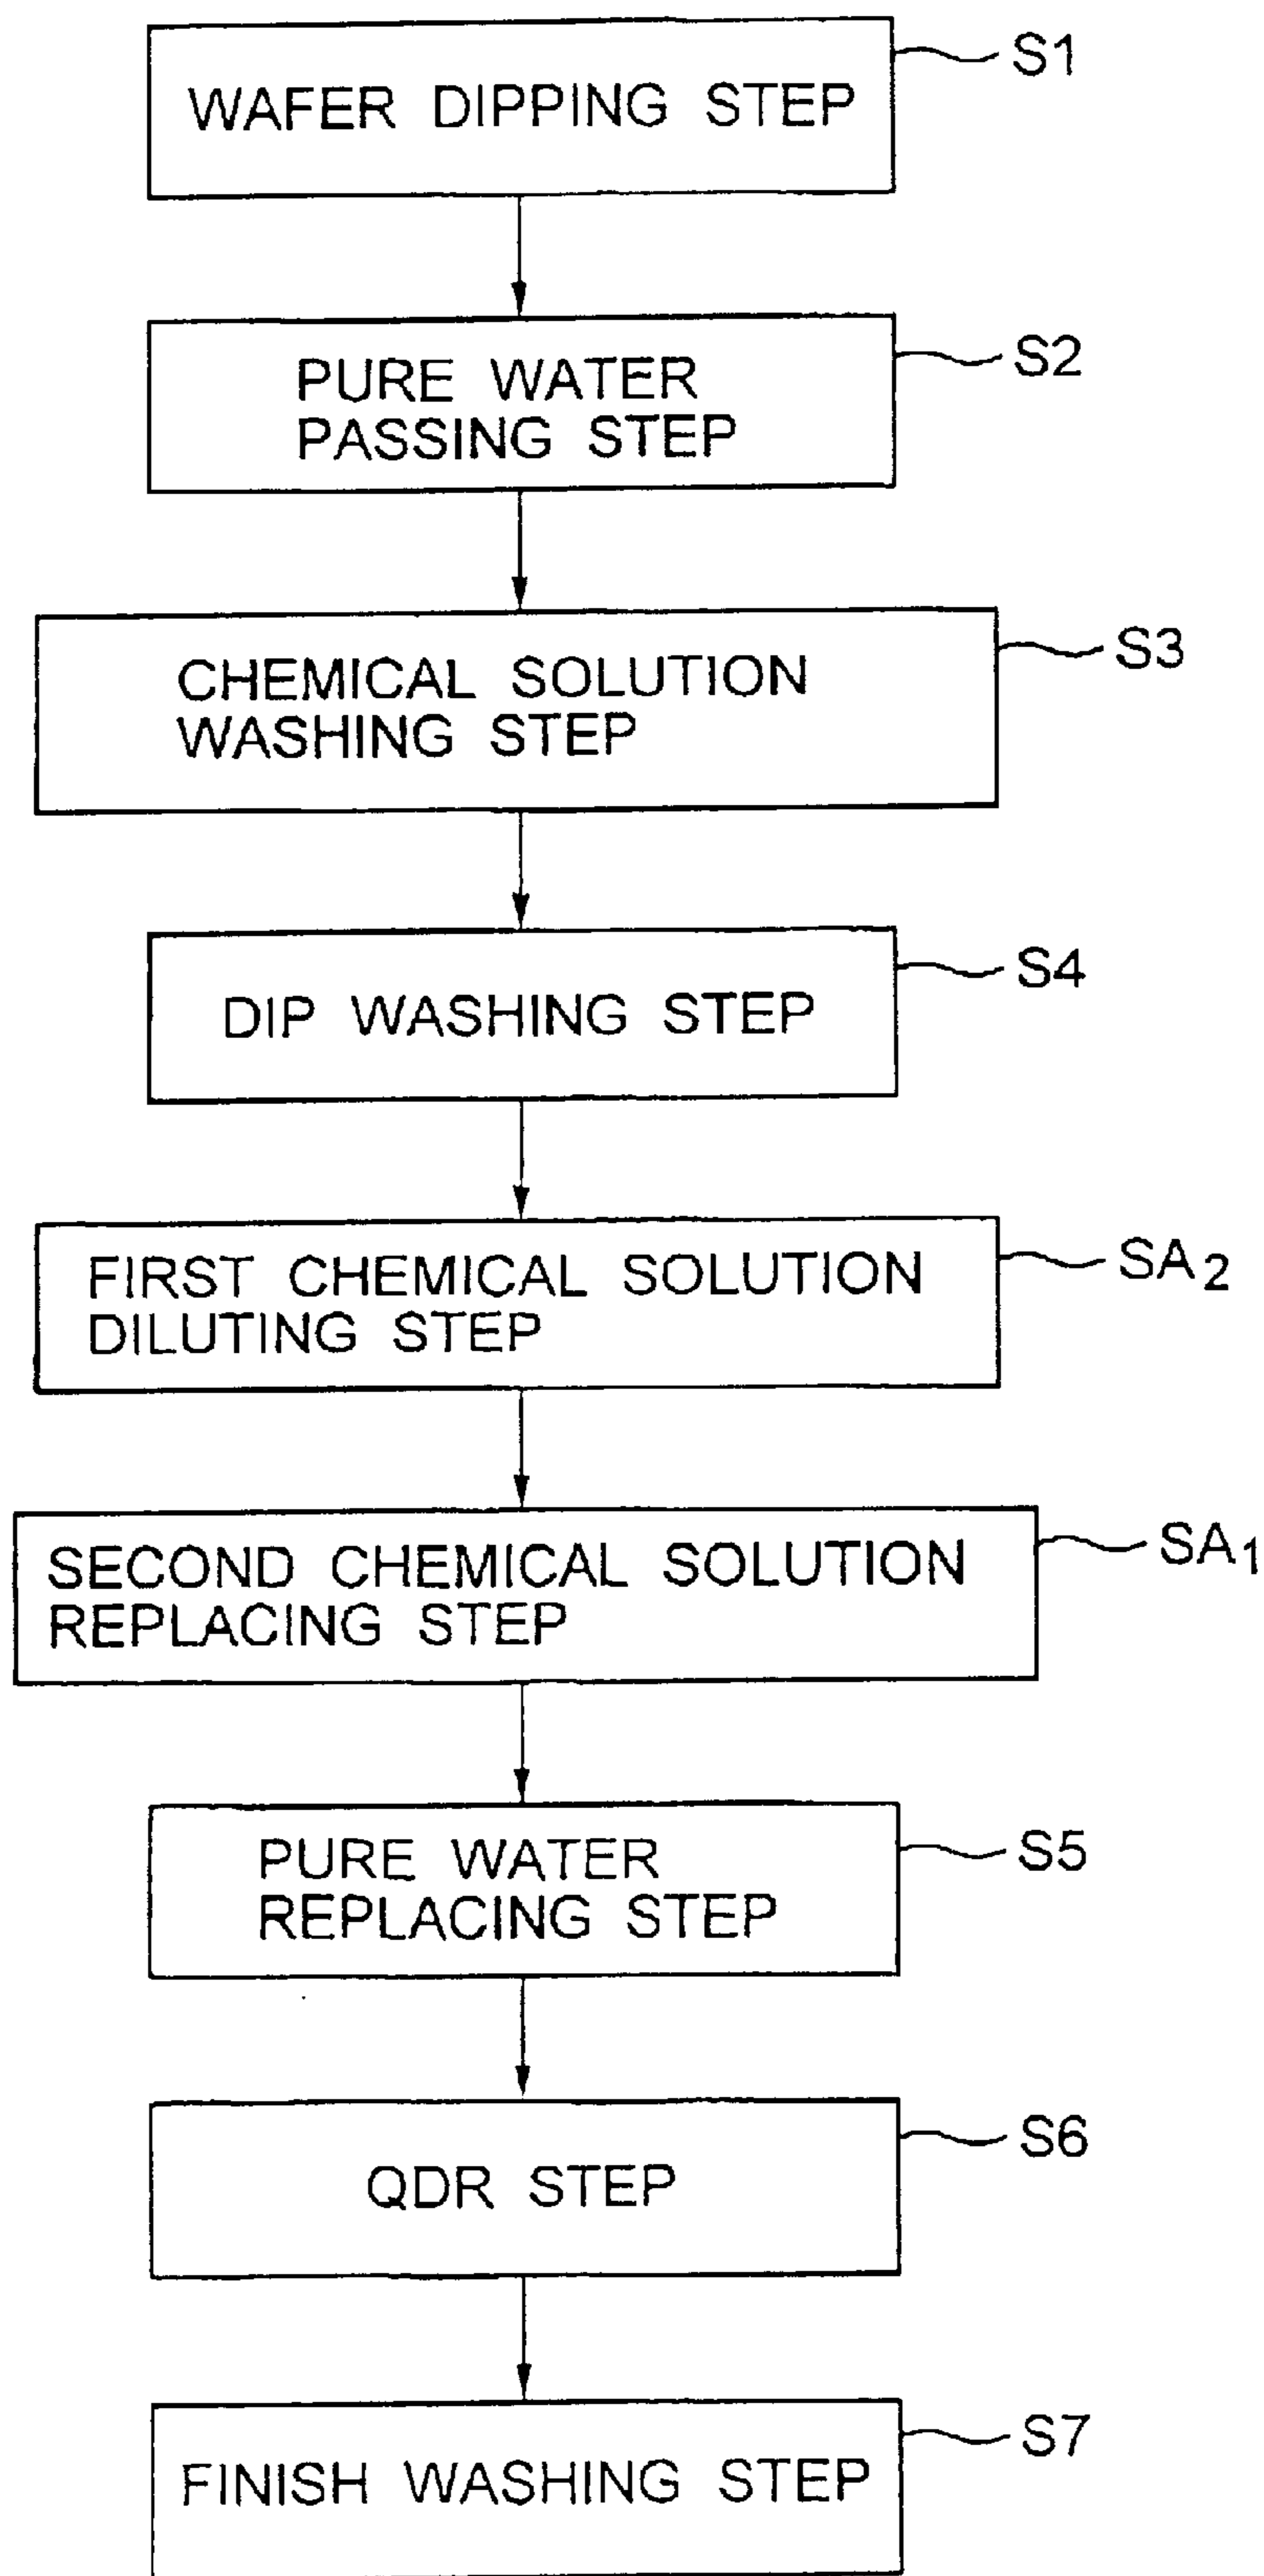 WAFER DIPPING STEP
S1
PURE WATER
PASSING STEP
S2
CHEMICAL SOLUTION
WASHING STEP
S3
DIP WASHING STEP
S4
FIRST CHEMICAL SOLUTION
DILUTING STEP
SA2
SECOND CHEMICAL SOLUTION
REPLACING STEP
SA1
PURE WATER
REPLACING STEP
S5
QDR STEP
S6
FINISH WASHING STEP
S7